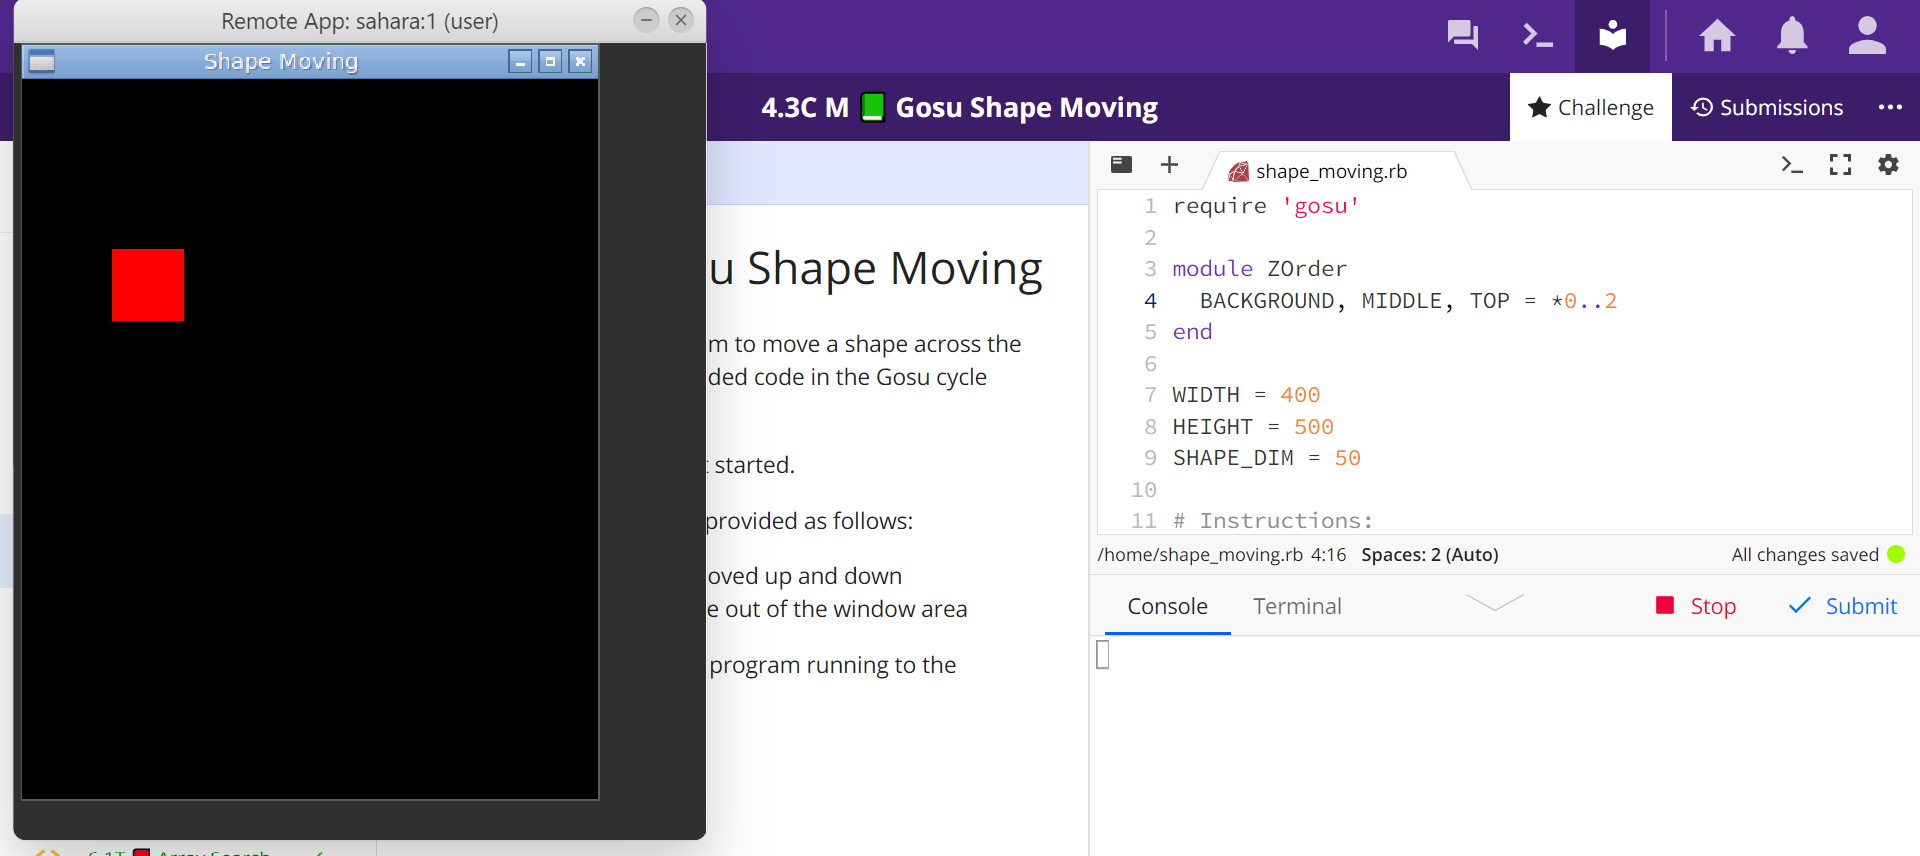 Remote App: sahara:1 (user)
Shape Moving
4.3C M Gosu Shape Moving
Challenge
Submissions
u Shape Moving
m to move a shape across the
ded code in the Gosu cycle
t started.
provided as follows:
oved up and down
e out of the window area
program running to the
shape_moving.rb
1 require 'gosu'
2
3 module ZOrder
4 BACKGROUND, MIDDLE, TOP = *0..2
5 end
6
7 WIDTH = 400
8 HEIGHT = 500
9 SHAPE_DIM = 50
10
11 # Instructions:
/home/shape_moving.rb 4:16 Spaces: 2 (Auto)
All changes saved
Console
Terminal
Stop
Submit
6.1T Array Search